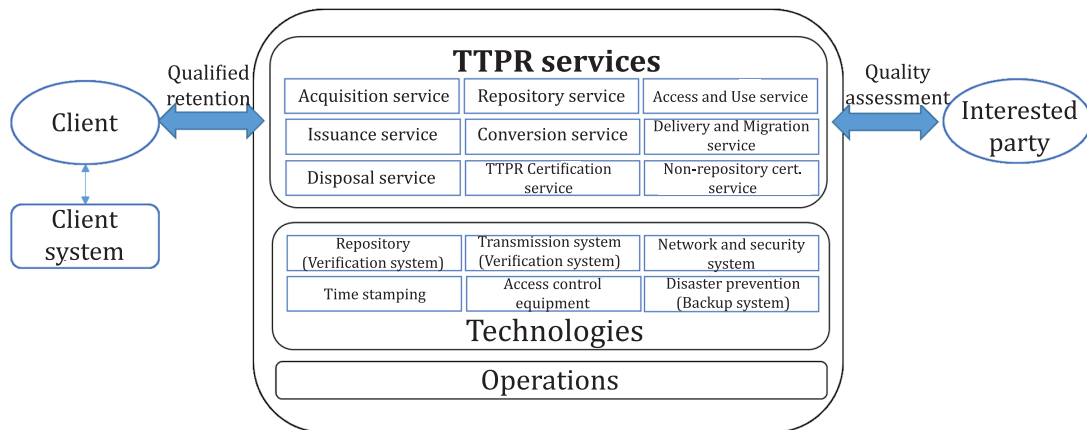 TTPR services
Qualified
retention
Quality
assessment
Client
Interested
party
Client
system
Acquisition service
Repository service
Access and Use service
Issuance service
Conversion service
Delivery and Migration
service
Disposal service
TTPR Certification
service
Non-repository cert.
service
Repository
(Verification system)
Transmission system
(Verification system)
Network and security
system
Time stamping
Access control
equipment
Disaster prevention
(Backup system)
Technologies
Operations